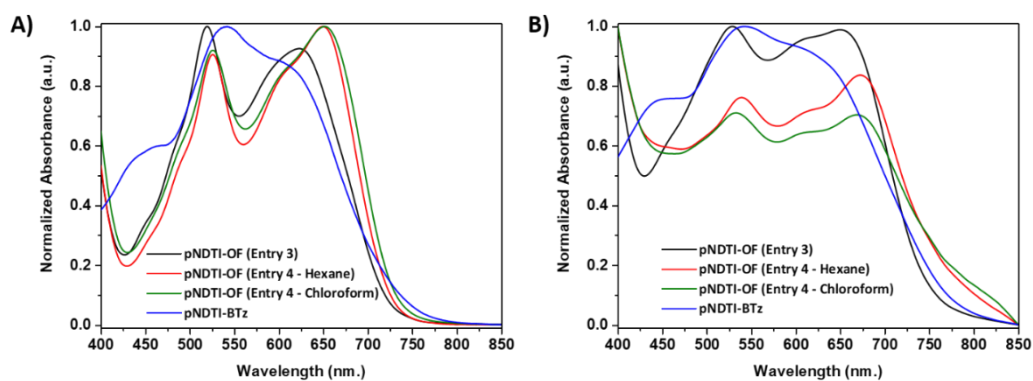 A)
Normalized Absorbance (a.u.)
1.0
0.8
0.6
0.4
0.2
0.0
pNDTI-OF (Entry 3)
pNDTI-OF (Entry 4 - Hexane)
pNDTI-OF (Entry 4 - Chloroform)
pNDTI-BTz
400 450 500 550 600 650 700 750 800 850
Wavelength (nm.)
B)
Normalized Absorbance (a.u.)
1.0
0.8
0.6
0.4
0.2
0.0
pNDTI-OF (Entry 3)
pNDTI-OF (Entry 4 - Hexane)
pNDTI-OF (Entry 4 - Chloroform)
pNDTI-BTz
400 450 500 550 600 650 700 750 800 850
Wavelength (nm.)